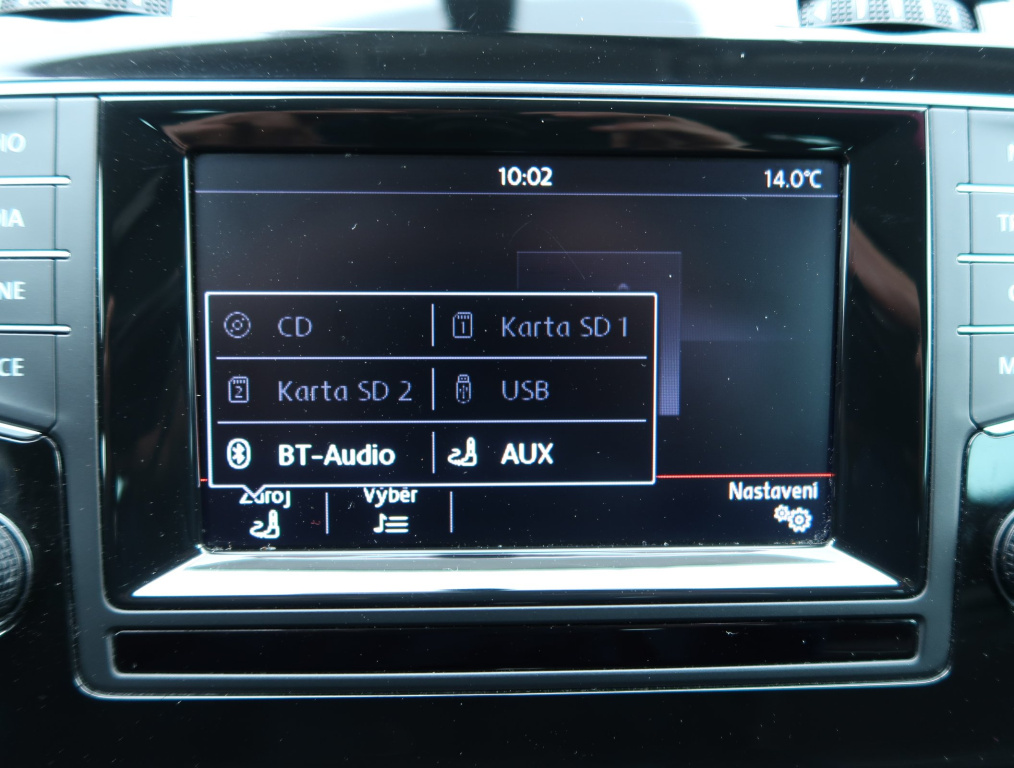 10:02 14.0°C
CD Karta SD 1
Karta SD 2 USB
BT-Audio AUX
Zdroj Výběr Nastavení